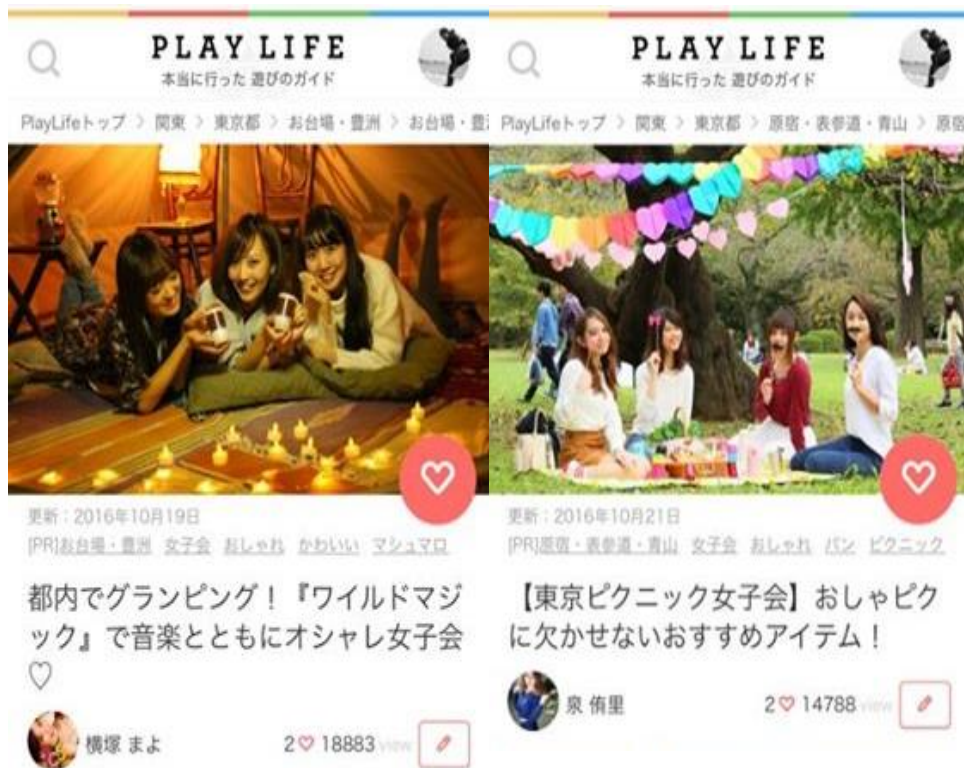 PLAY LIFE
本当に行った 遊びのガイド
PlayLifeトップ > 関東 > 東京都 > お台場・豊洲 > お台場・豊
更新：2016年10月19日
[PR]お台場・豊洲 女子会 おしゃれ かわいい マシュマロ
都内でグランピング！『ワイルドマジ
ック』で音楽とともにオシャレ女子会
♡
横塚 まよ 2♡ 18883 view
PLAY LIFE
本当に行った 遊びのガイド
PlayLifeトップ > 関東 > 東京都 > 原宿・表参道・青山 > 原宿
更新：2016年10月21日
[PR]原宿・表参道・青山 女子会 おしゃれ パン ピクニック
【東京ピクニック女子会】おしゃピク
に欠かせないおすすめアイテム！
泉 侑里 2♡ 14788 view